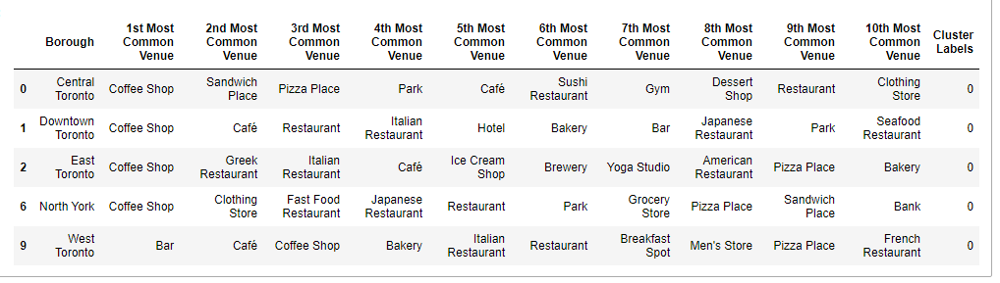 Borough 1st Most Common Venue 2nd Most Common Venue 3rd Most Common Venue 4th Most Common Venue 5th Most Common Venue 6th Most Common Venue 7th Most Common Venue 8th Most Common Venue 9th Most Common Venue 10th Most Common Venue Cluster Labels
0 Central Toronto Coffee Shop Sandwich Place Pizza Place Park Café Sushi Restaurant Gym Dessert Shop Restaurant Clothing Store 0
1 Downtown Toronto Coffee Shop Café Restaurant Italian Restaurant Hotel Bakery Bar Japanese Restaurant Park Seafood Restaurant 0
2 East Toronto Coffee Shop Greek Restaurant Italian Restaurant Café Ice Cream Shop Brewery Yoga Studio American Restaurant Pizza Place Bakery 0
6 North York Coffee Shop Clothing Store Fast Food Restaurant Japanese Restaurant Restaurant Park Grocery Store Pizza Place Sandwich Place Bank 0
9 West Toronto Bar Café Coffee Shop Bakery Italian Restaurant Restaurant Breakfast Spot Men's Store Pizza Place French Restaurant 0